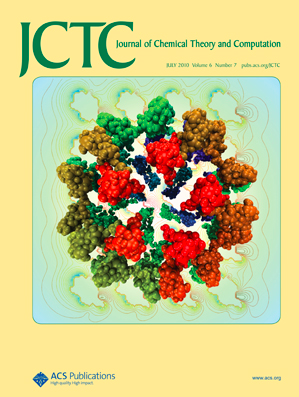 JCTC
Journal of Chemical Theory and Computation
JULY 2010 Volume 6 Number 7 pubs.acs.org/JCTC
ACS Publications
High quality. High impact.
www.acs.org